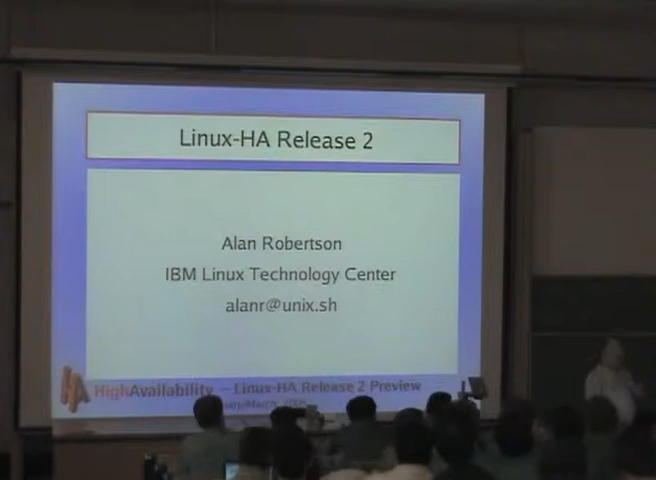 Linux-HA Release 2
Alan Robertson
IBM Linux Technology Center
alanr@unix.sh
HA HighAvailability — Linux-HA Release 2 Preview